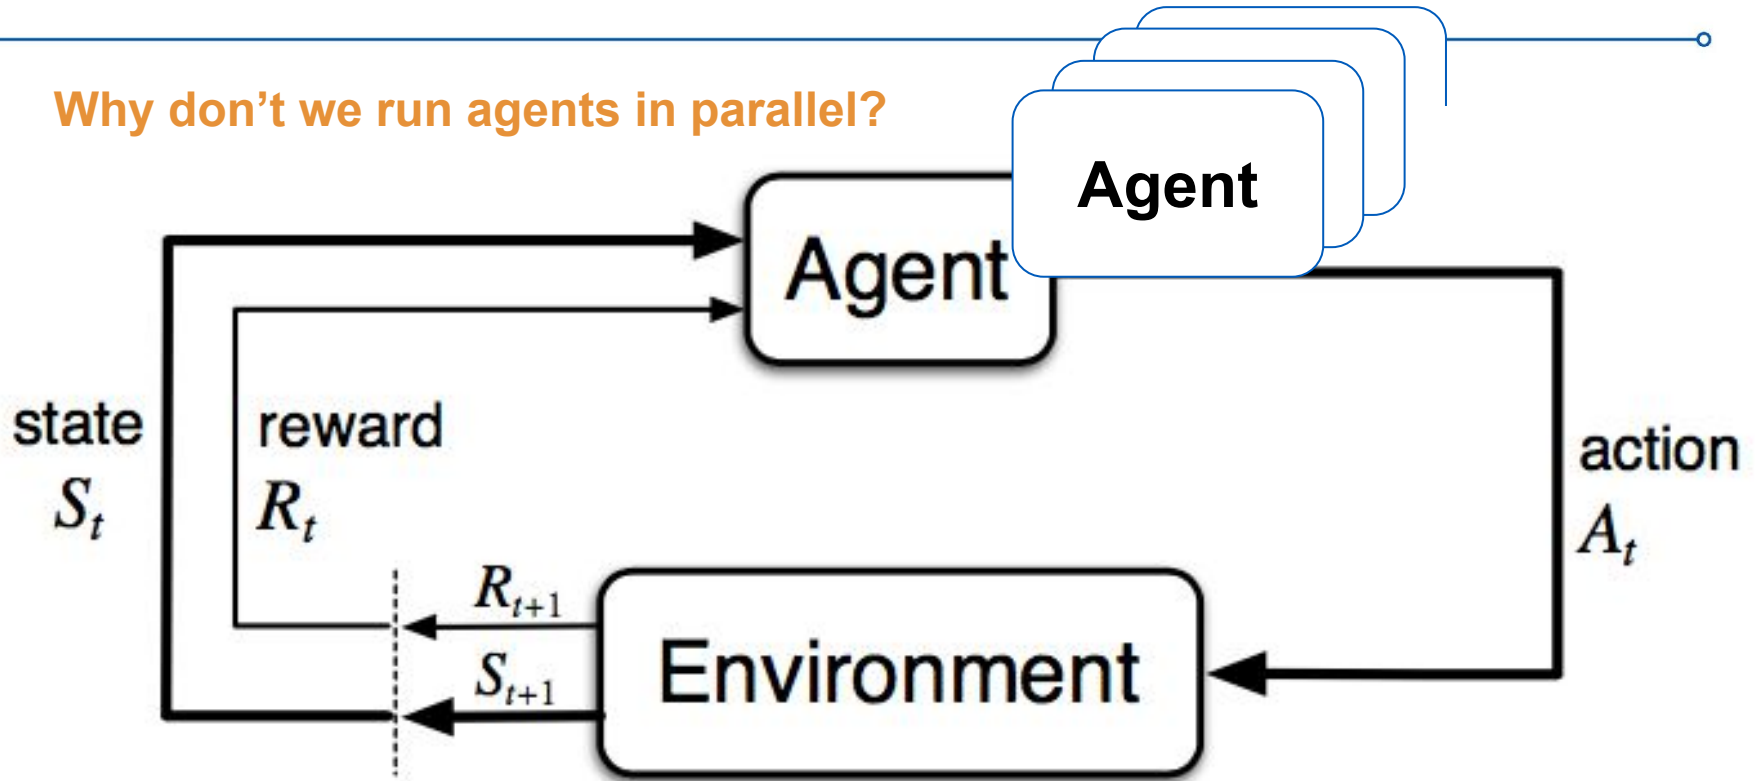 Why don’t we run agents in parallel?
Agent
Agent
state
S_t
reward
R_t
action
A_t
R_{t+1}
S_{t+1}
Environment